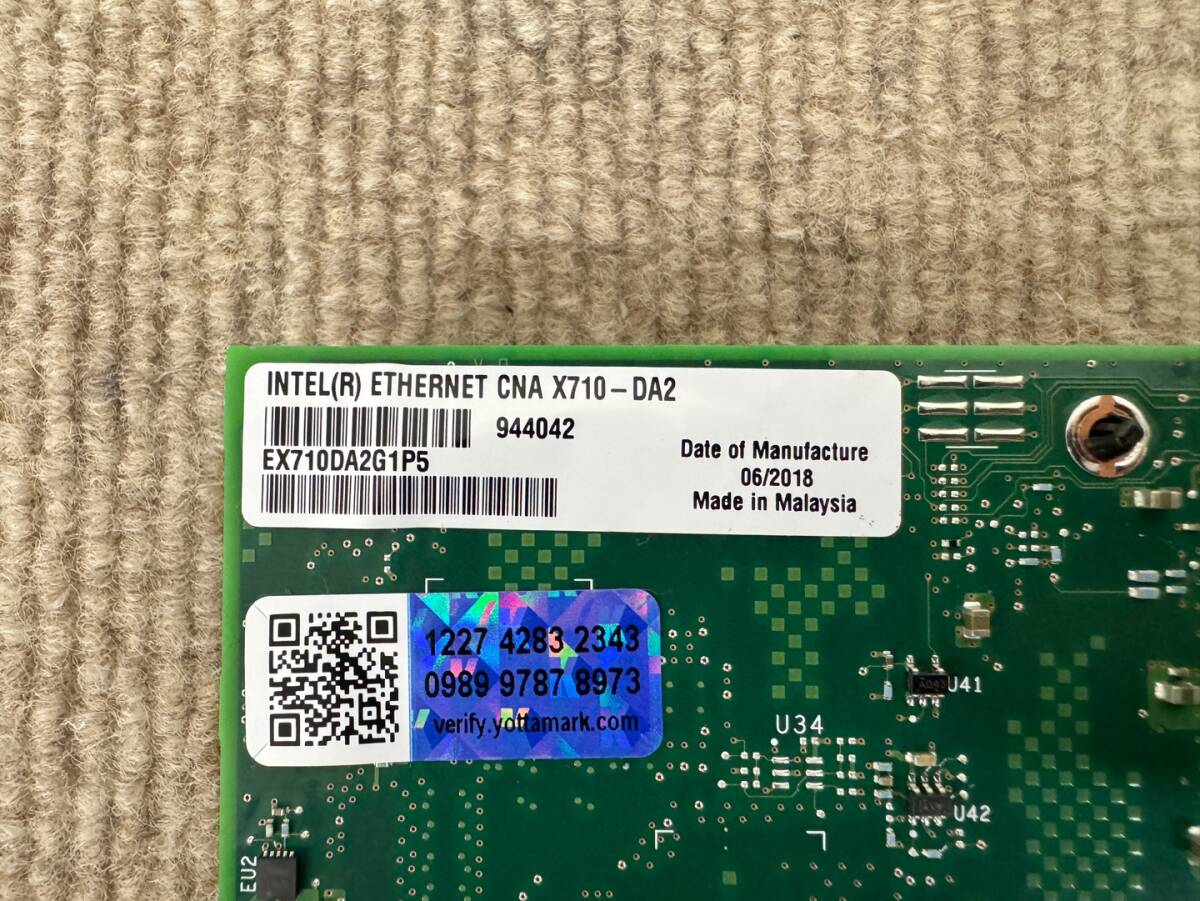 INTEL(R) ETHERNET CNA X710-DA2
944042
EX710DA2G1P5
Date of Manufacture
06/2018
Made in Malaysia
1227 4283 2343
0989 9787 8973
verify.yottamark.com
U41
U34
U42
EU2